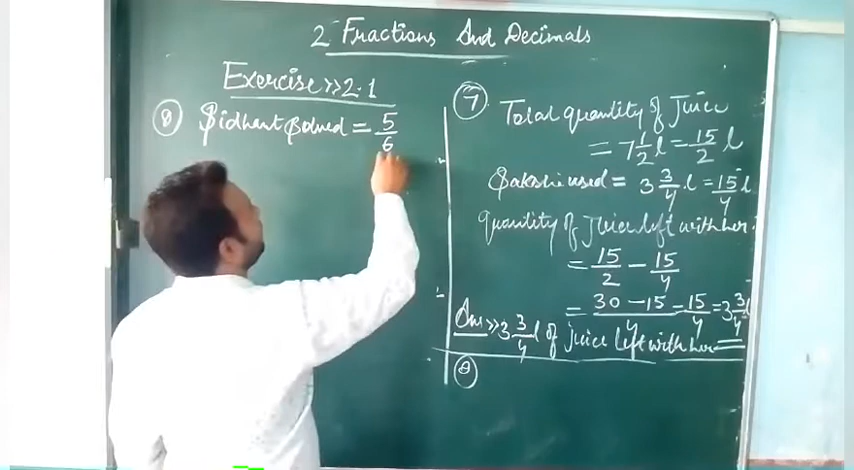 2 Fractions And Decimals
Exercise >> 2.1
8 Sidhant Solved = 5/6
7 Total quantity of Juice
= 7 1/2 l = 15/2 l
Sakshi used = 3 3/4 l = 15/4 l
Quantity of Juice left with her
= 15/2 - 15/4
= 30 - 15/4 = 15/4 = 3 3/4 l
Ans >> 3 3/4 l of juice left with her